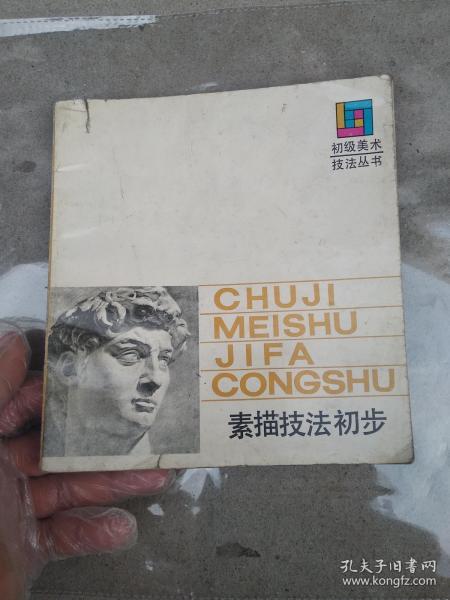 初级美术
技法丛书
CHUJI
MEISHU
JIFA
CONGSHU
素描技法初步
孔夫子旧书网
www.kongfz.com